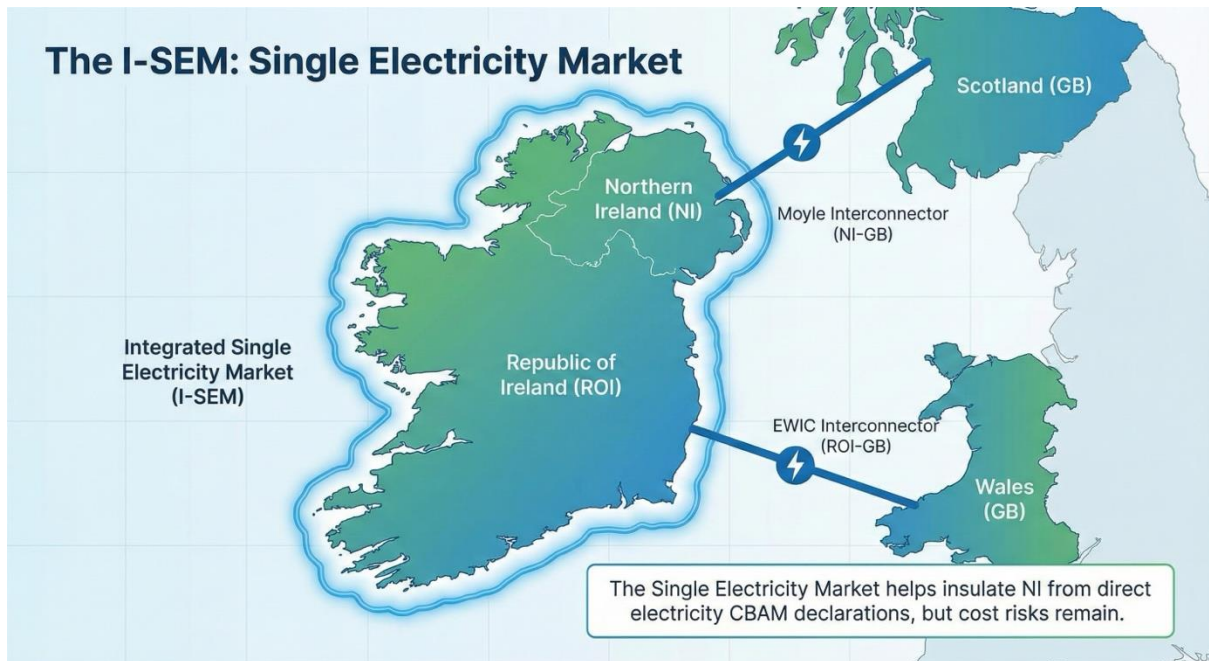 The I-SEM: Single Electricity Market
Scotland (GB)
Northern
Ireland (NI)
Moyle Interconnector
(NI-GB)
Integrated Single
Electricity Market
(I-SEM)
Republic of
Ireland (ROI)
EWIC Interconnector
(ROI-GB)
Wales
(GB)
The Single Electricity Market helps insulate NI from direct
electricity CBAM declarations, but cost risks remain.